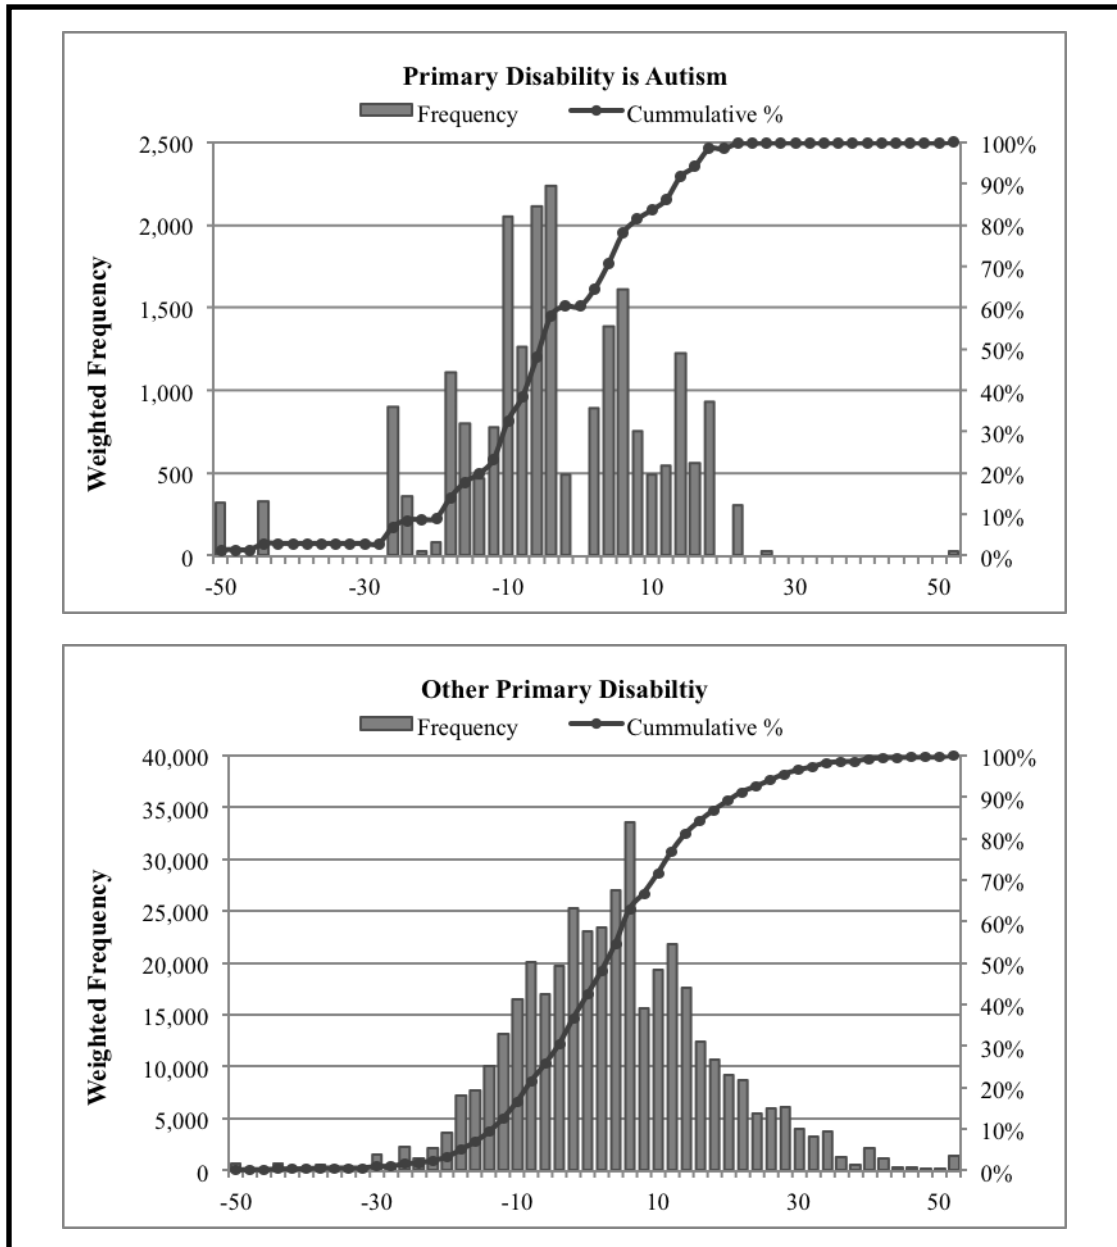 Primary Disability is Autism
Frequency Cummulative %
2,500 100%
90%
2,000 80%
70%
1,500 60%
50%
1,000 40%
30%
500 20%
10%
0 0%
-50 -30 -10 10 30 50
Weighted Frequency
Other Primary Disabiltiy
Frequency Cummulative %
40,000 100%
35,000 90%
30,000 80%
70%
25,000 60%
20,000 50%
15,000 40%
30%
10,000 20%
5,000 10%
0 0%
-50 -30 -10 10 30 50
Weighted Frequency